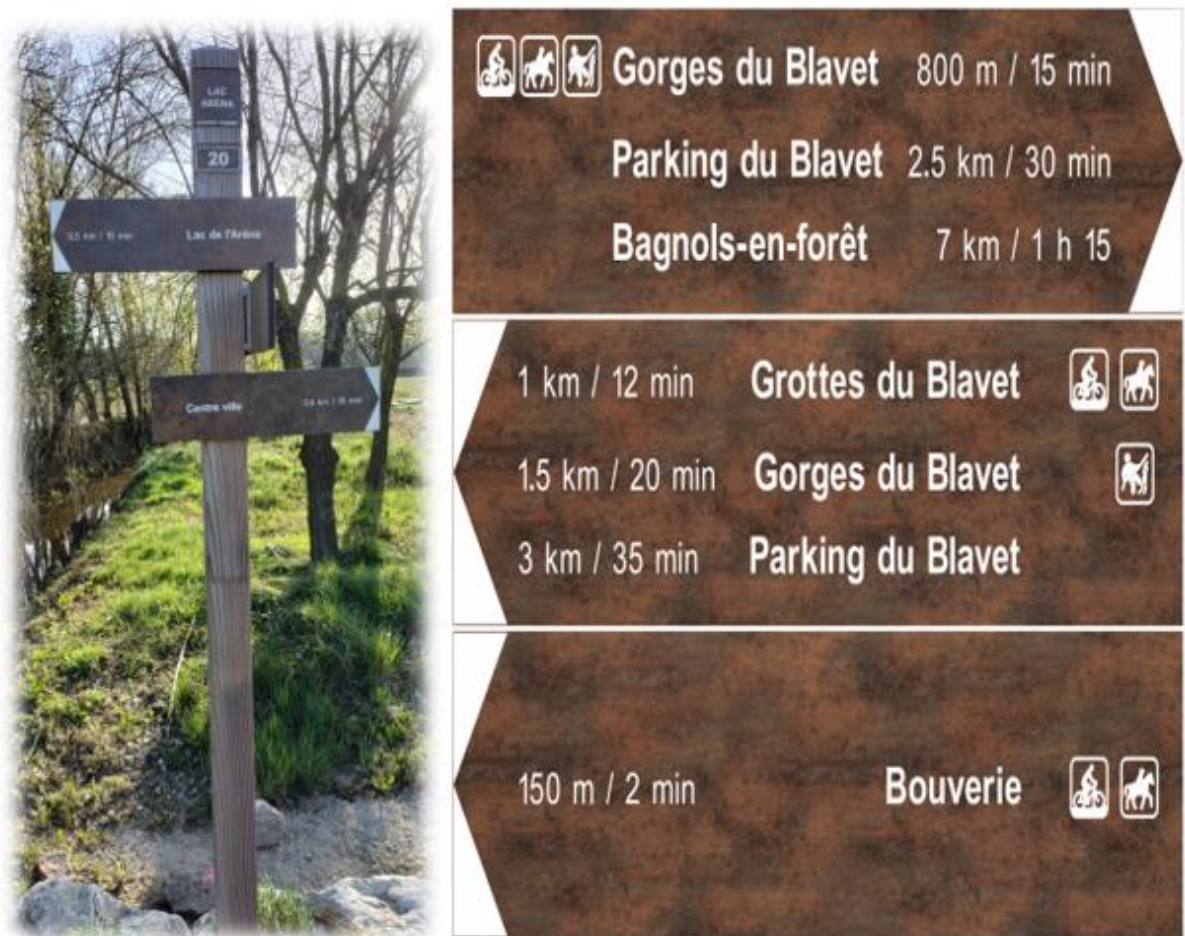 LAC
ARENA
20
Lac de l'Aréna
Centre ville
Gorges du Blavet 800 m / 15 min
Parking du Blavet 2.5 km / 30 min
Bagnols-en-forêt 7 km / 1 h 15
1 km / 12 min Grottes du Blavet
1.5 km / 20 min Gorges du Blavet
3 km / 35 min Parking du Blavet
150 m / 2 min Bouverie